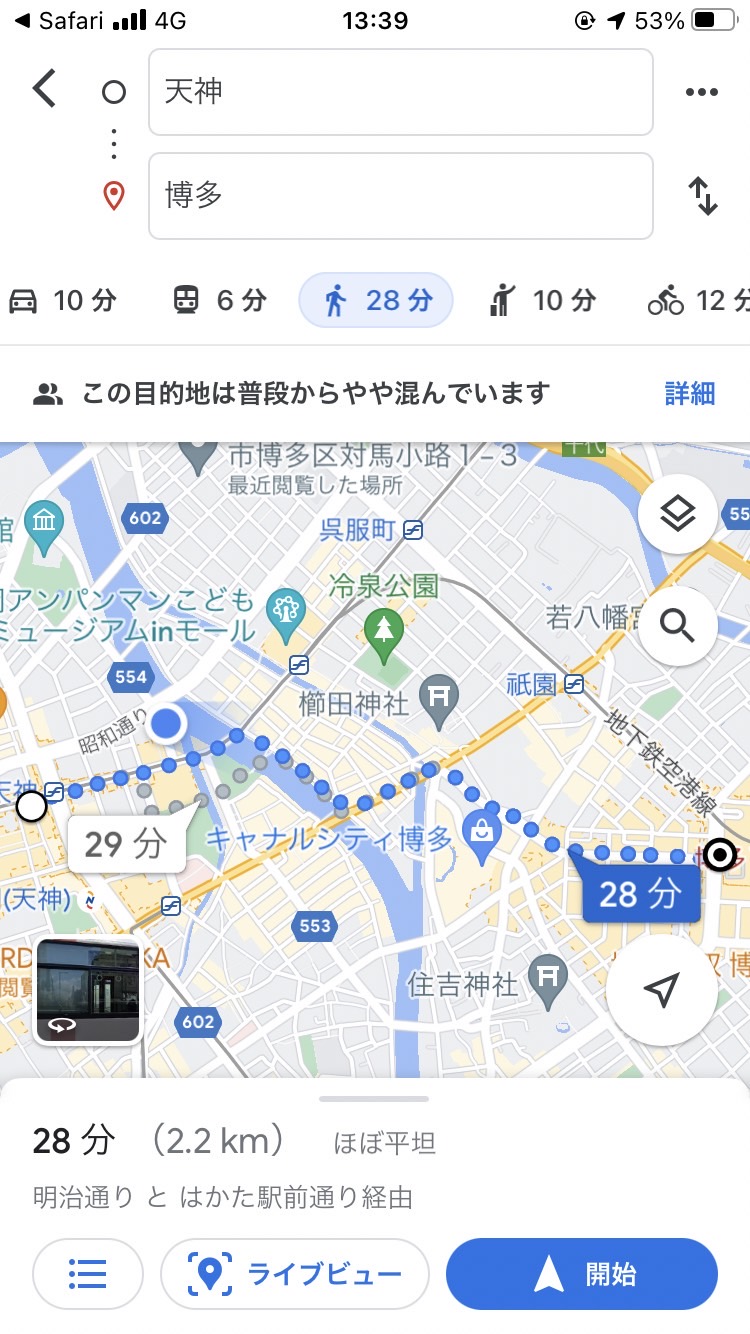 Safari 4G 13:39 53%
天神
博多
10 分 6 分 28 分 10 分 12 分
この目的地は普段からやや混んでいます 詳細
市博多区対馬小路1−3
最近閲覧した場所
千代
602
呉服町
冷泉公園
アンパンマンこども
ミュージアムinモール
若八幡宮
554
祇園
櫛田神社
昭和通り
地下鉄空港線
天神
29 分
キャナルシティ博多
28 分
(天神)
553
住吉神社
602
28 分 (2.2 km) ほぼ平坦
明治通り と はかた駅前通り経由
ライブビュー 開始